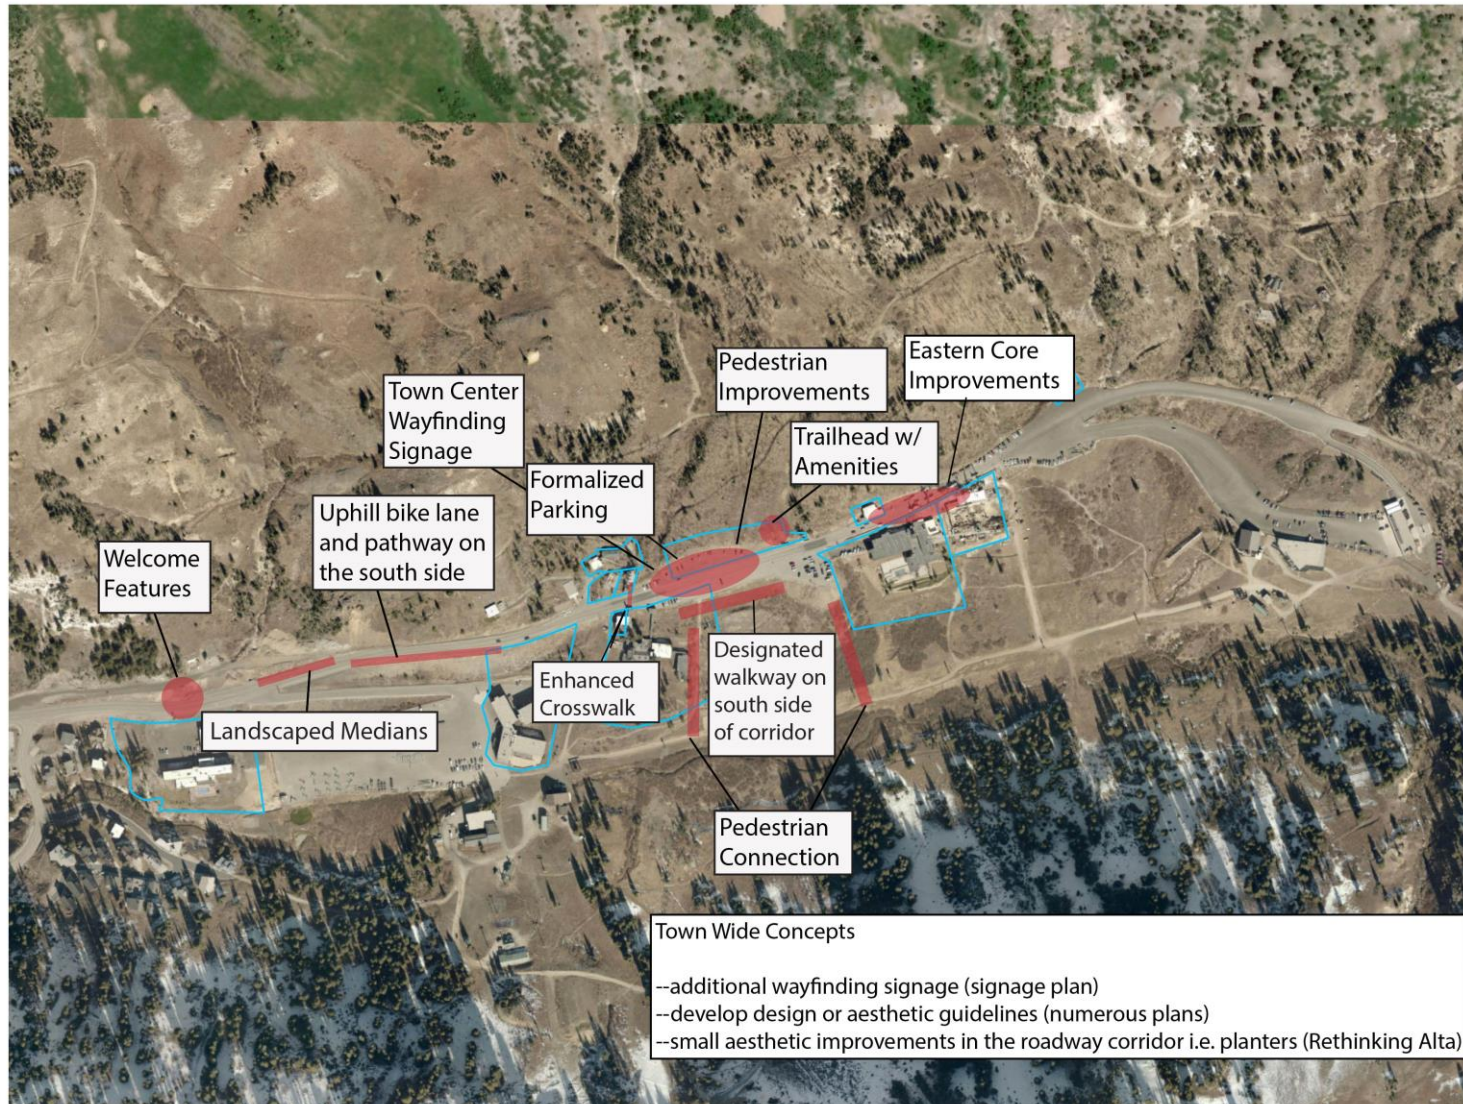 Pedestrian
Improvements
Eastern Core
Improvements
Town Center
Wayfinding
Signage
Trailhead w/
Amenities
Formalized
Parking
Uphill bike lane
and pathway on
the south side
Welcome
Features
Enhanced
Crosswalk
Designated
walkway on
south side
of corridor
Landscaped Medians
Pedestrian
Connection
Town Wide Concepts
--additional wayfinding signage (signage plan)
--develop design or aesthetic guidelines (numerous plans)
--small aesthetic improvements in the roadway corridor i.e. planters (Rethinking Alta)